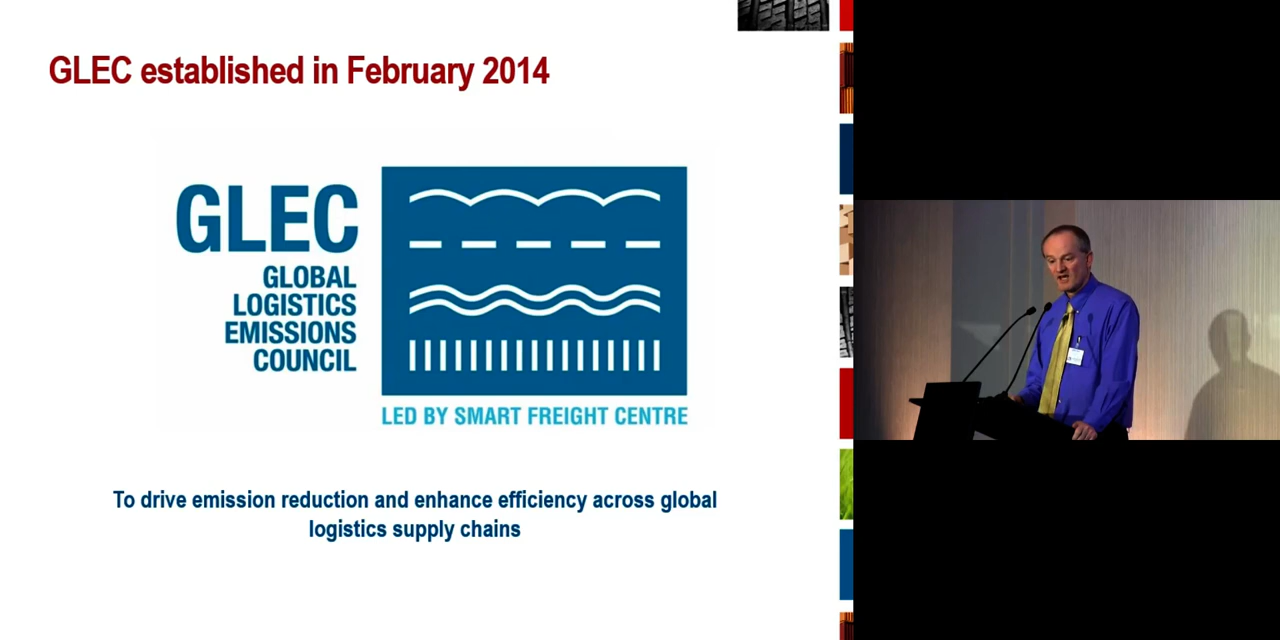 GLEC established in February 2014
GLEC
GLOBAL
LOGISTICS
EMISSIONS
COUNCIL
LED BY SMART FREIGHT CENTRE
To drive emission reduction and enhance efficiency across global
logistics supply chains